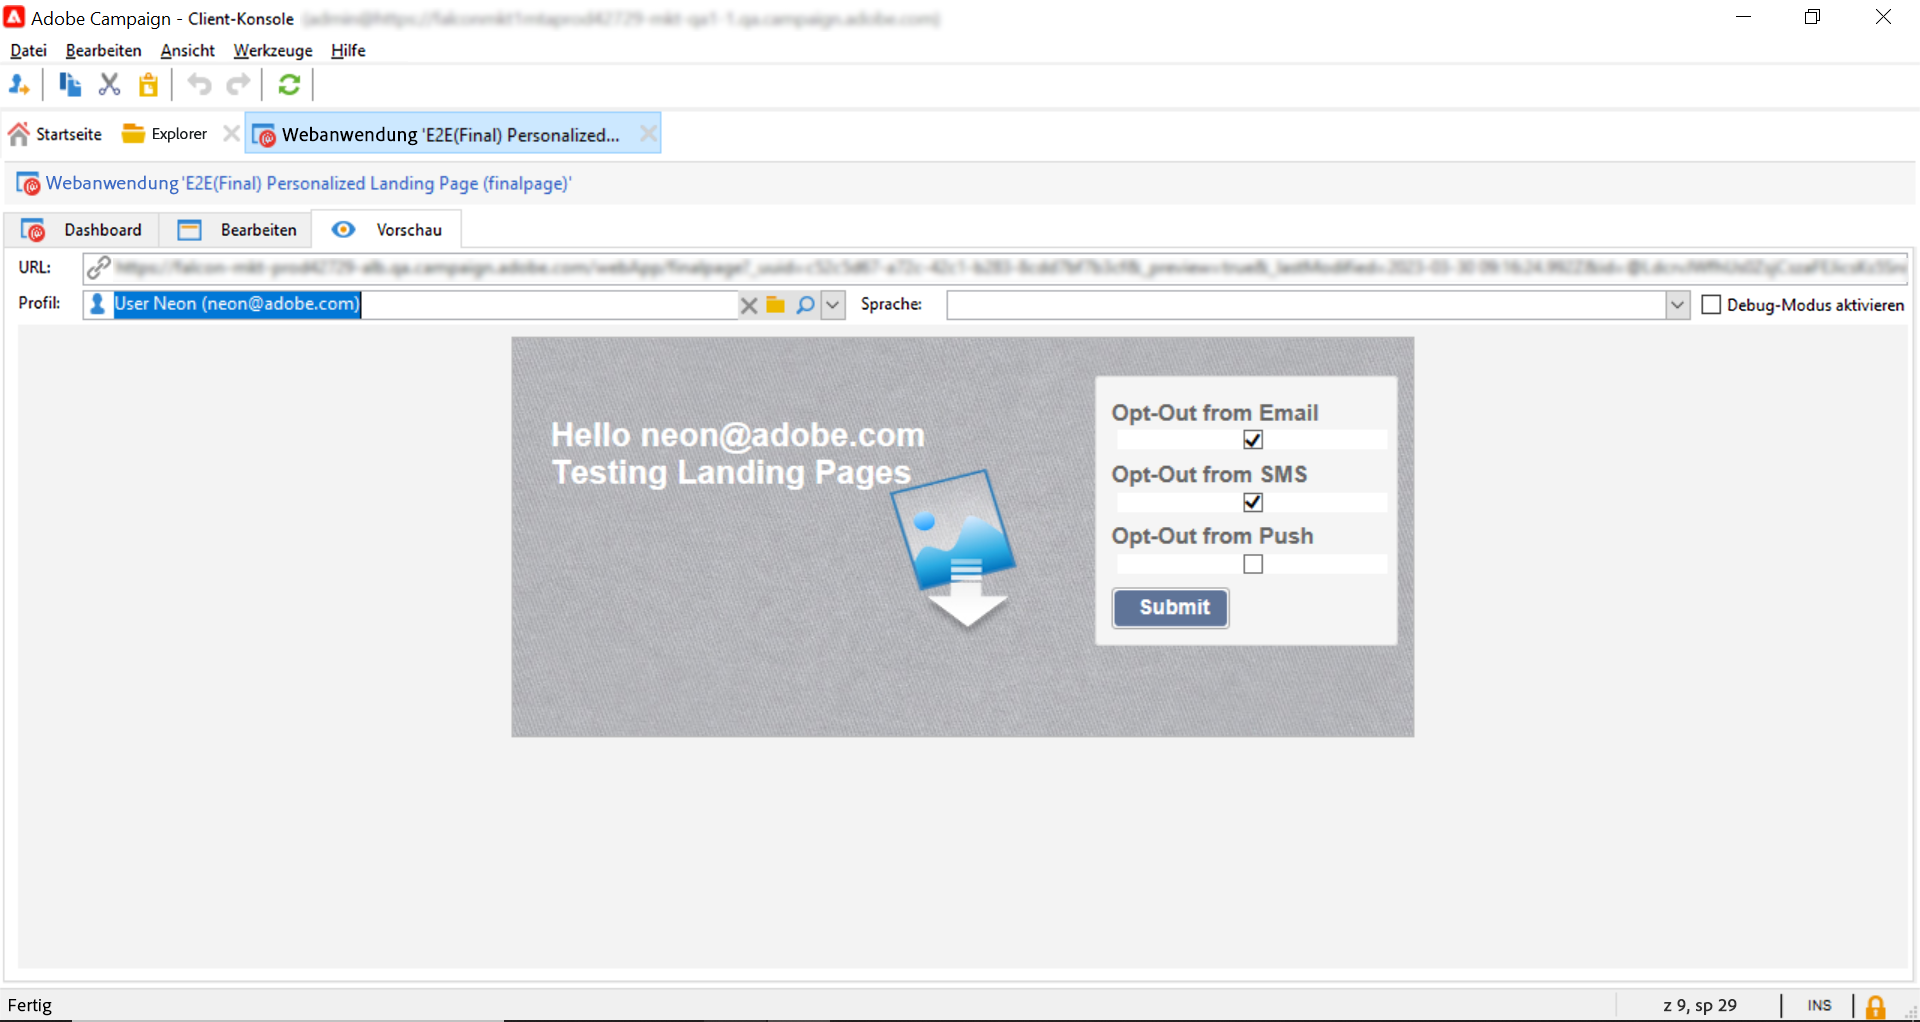 Adobe Campaign - Client-Konsole
Datei Bearbeiten Ansicht Werkzeuge Hilfe
Startseite Explorer Webanwendung 'E2E(Final) Personalized...
Webanwendung 'E2E(Final) Personalized Landing Page (finalpage)'
Dashboard Bearbeiten Vorschau
URL:
Profil: User Neon (neon@adobe.com) Sprache: Debug-Modus aktivieren
Hello neon@adobe.com
Testing Landing Pages
Opt-Out from Email
Opt-Out from SMS
Opt-Out from Push
Submit
Fertig z 9, sp 29 INS